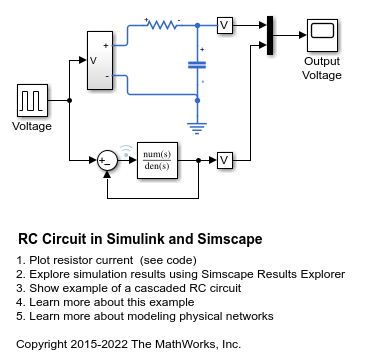 + -
V
+
V
+
-
-
Output
Voltage
Voltage
+
-
num(s)
den(s)
V
RC Circuit in Simulink and Simscape
1. Plot resistor current (see code)
2. Explore simulation results using Simscape Results Explorer
3. Show example of a cascaded RC circuit
4. Learn more about this example
5. Learn more about modeling physical networks
Copyright 2015-2022 The MathWorks, Inc.